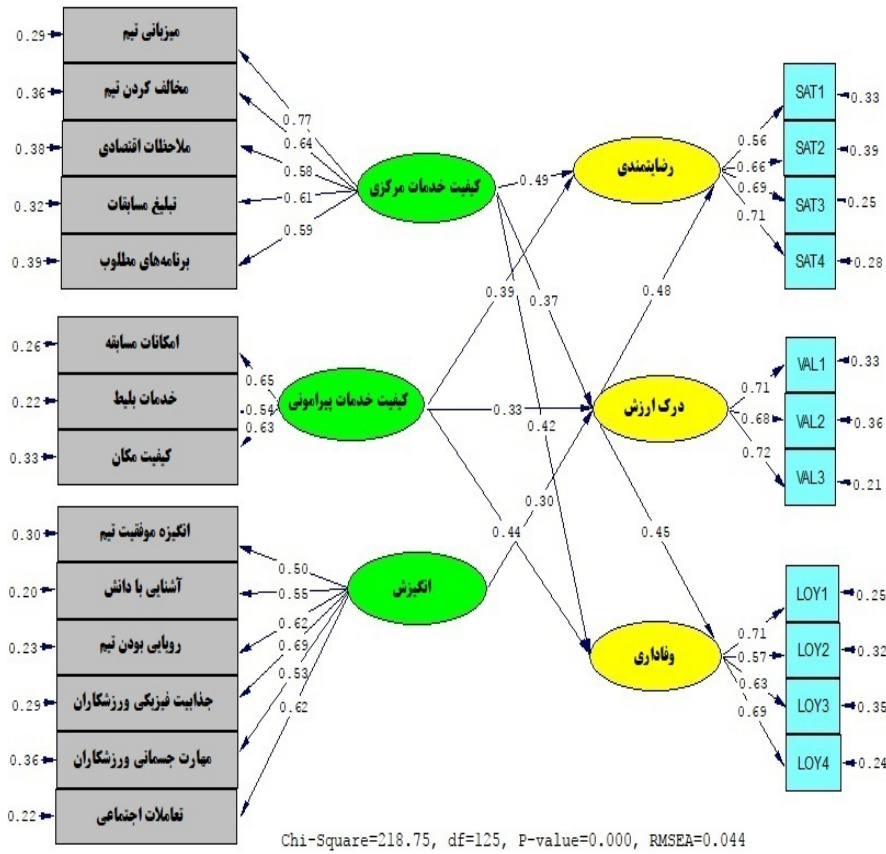 0.29
میزبانی تیم
0.36
مخالف کردن تیم
0.38
ملاحظات اقتصادی
0.32
تبلیغ مسابقات
0.39
برنامه‌های مطلوب
0.77
0.64
0.58
0.61
0.59
کیفیت خدمات مرکزی
0.26
امکانات مسابقه
0.22
خدمات بلیط
0.33
کیفیت مکان
0.65
0.54
0.63
کیفیت خدمات پیرامونی
0.30
انگیزه موفقیت تیم
0.20
آشنایی با دانش
0.23
رویایی بودن تیم
0.29
جذابیت فیزیکی ورزشکاران
0.36
مهارت جسمانی ورزشکاران
0.22
تعاملات اجتماعی
0.50
0.55
0.62
0.69
0.53
0.62
انگیزش
0.49
0.39
0.37
0.48
0.33
0.42
0.30
0.44
0.45
رضایتمندی
0.56
0.66
0.69
0.71
SAT1
0.33
SAT2
0.39
SAT3
0.25
SAT4
0.28
درک ارزش
0.71
0.68
0.72
VAL1
0.33
VAL2
0.36
VAL3
0.21
وفاداری
0.71
0.57
0.63
0.69
LOY1
0.25
LOY2
0.32
LOY3
0.35
LOY4
0.24
Chi-Square=218.75, df=125, P-value=0.000, RMSEA=0.044